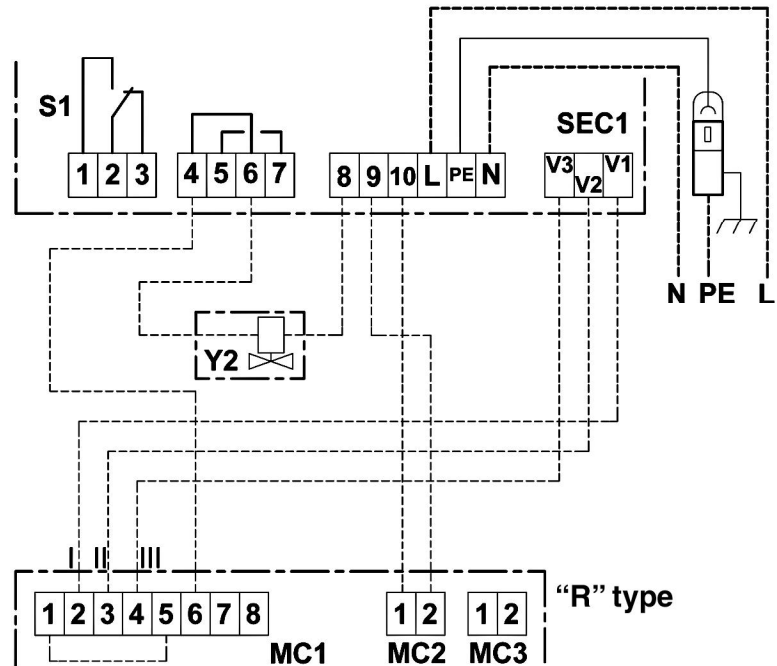 S1
SEC1
1 2 3
4 5 6 7
8 9 10 L PE N
V3 V2 V1
N PE L
Y2
I II III
“R” type
1 2 3 4 5 6 7 8
1 2
1 2
MC1
MC2
MC3